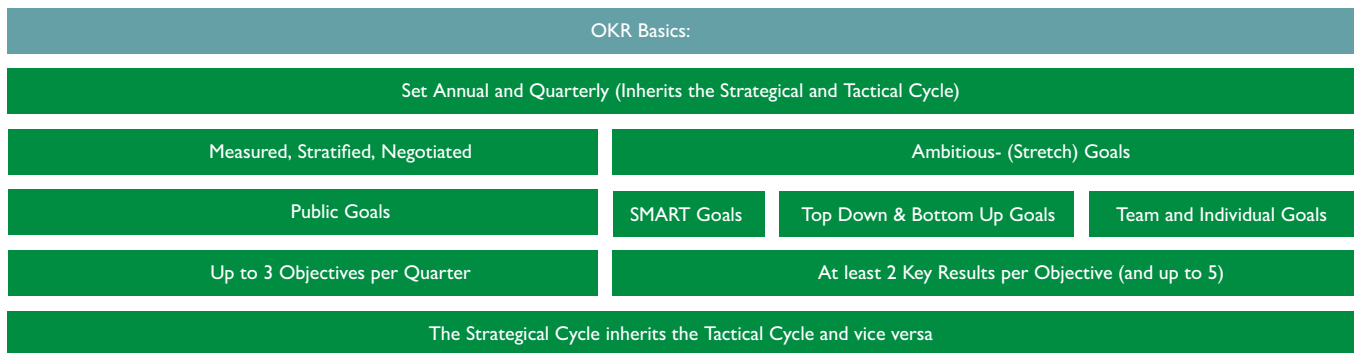 OKR Basics:
Set Annual and Quarterly (Inherits the Strategical and Tactical Cycle)
Measured, Stratified, Negotiated
Ambitious- (Stretch) Goals
Public Goals
SMART Goals
Top Down & Bottom Up Goals
Team and Individual Goals
Up to 3 Objectives per Quarter
At least 2 Key Results per Objective (and up to 5)
The Strategical Cycle inherits the Tactical Cycle and vice versa